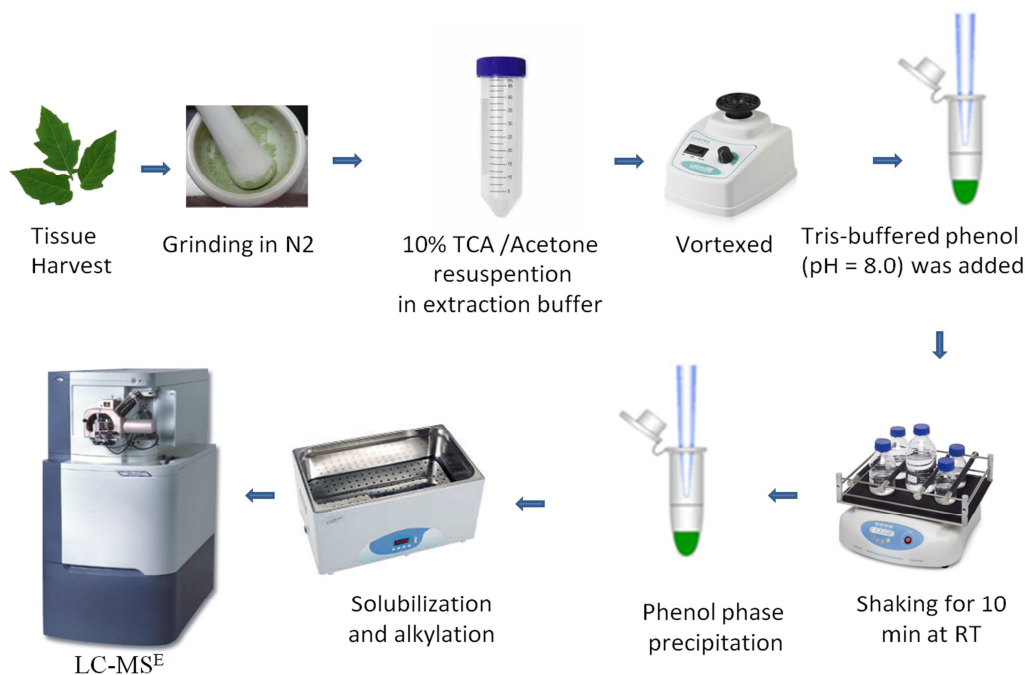 Tissue
Harvest
Grinding in N2
10% TCA /Acetone
resuspention
in extraction buffer
Vortexed
Tris-buffered phenol
(pH = 8.0) was added
Shaking for 10
min at RT
Phenol phase
precipitation
Solubilization
and alkylation
LC-MSᴱ